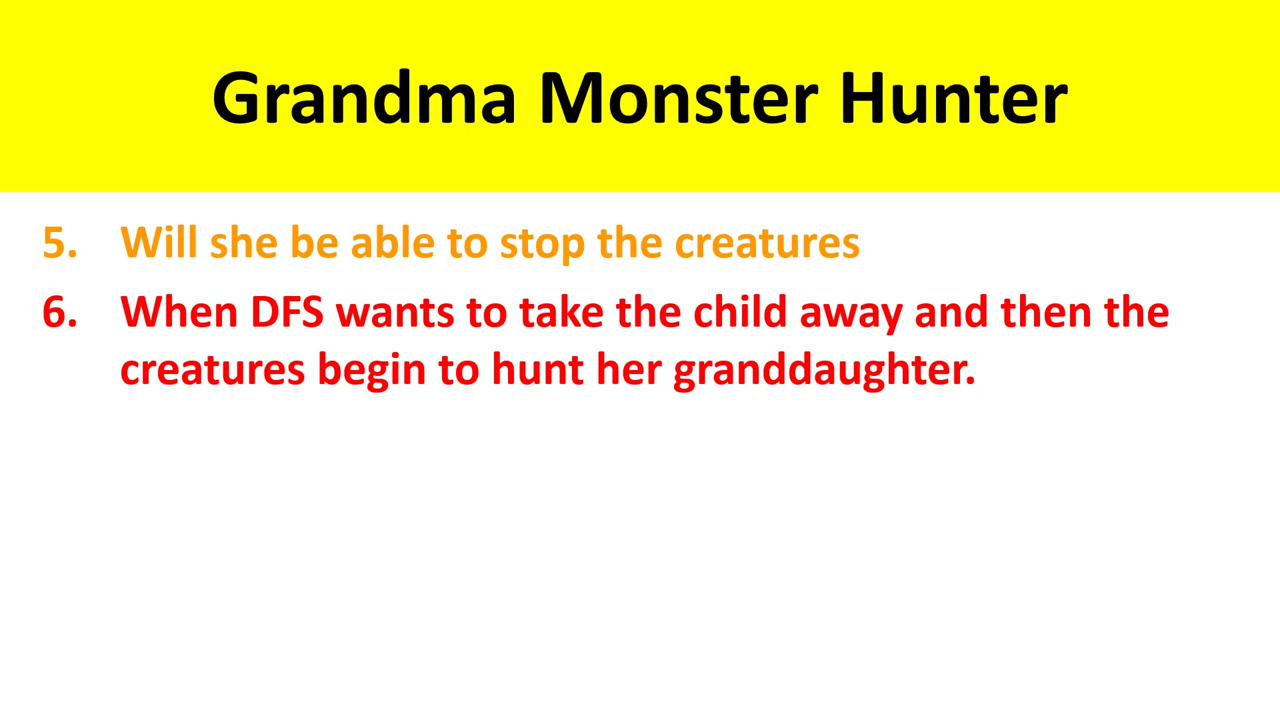 Grandma Monster Hunter
5. Will she be able to stop the creatures
6. When DFS wants to take the child away and then the
creatures begin to hunt her granddaughter.